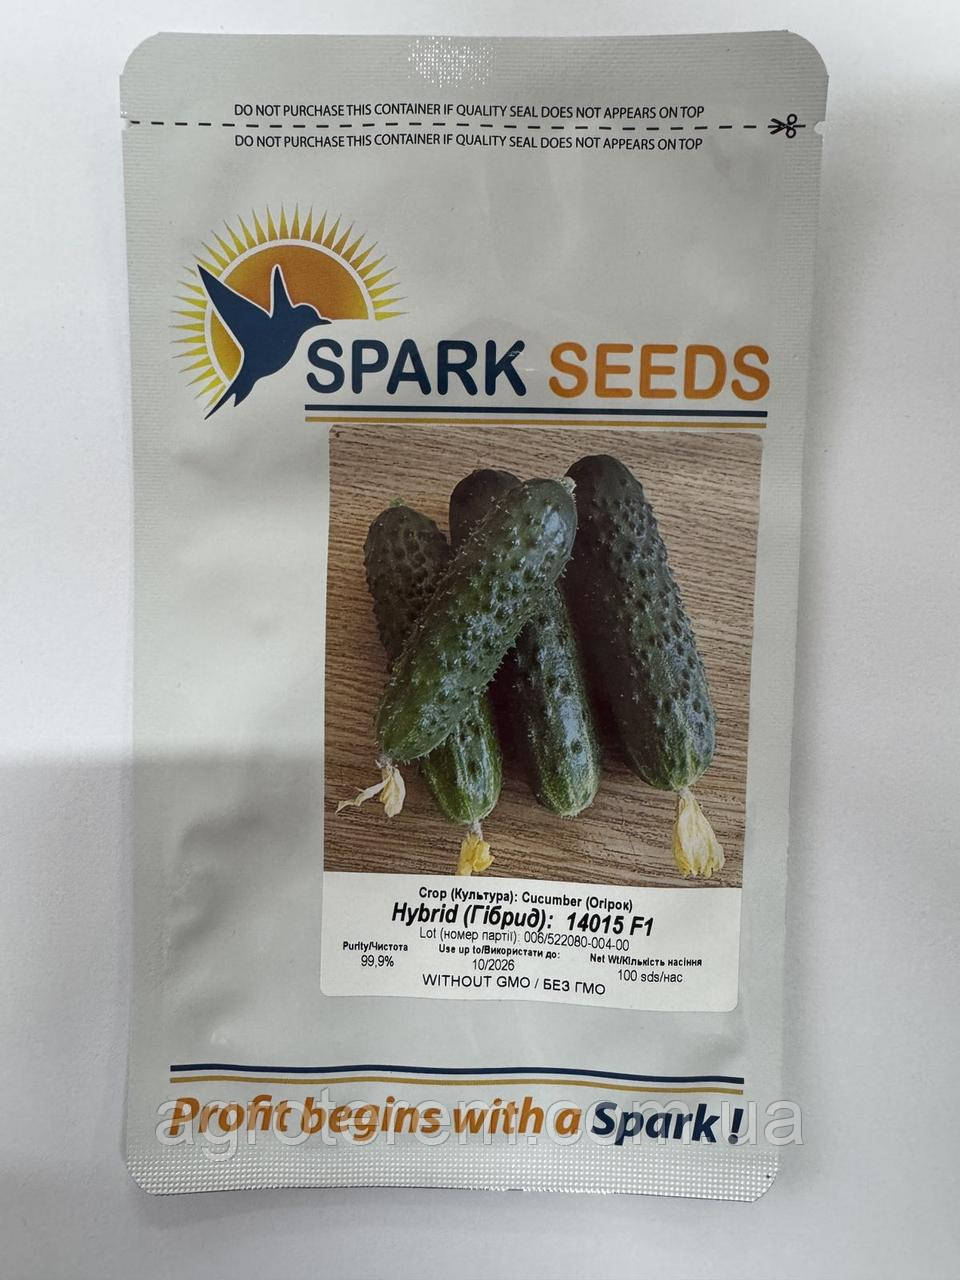 DO NOT PURCHASE THIS CONTAINER IF QUALITY SEAL DOES NOT APPEARS ON TOP
DO NOT PURCHASE THIS CONTAINER IF QUALITY SEAL DOES NOT APPEARS ON TOP
SPARK SEEDS
Crop (Культура): Cucumber (Огірок)
Hybrid (Гібрид): 14015 F1
Lot (номер партії): 006/522080-004-00
Purity/Чистота
99,9%
Use up to/Використати до:
10/2026
Net Wt/Кількість насіння
100 sds/нас
WITHOUT GMO / БЕЗ ГМО
Profit begins with a Spark !
agroterem.com.ua